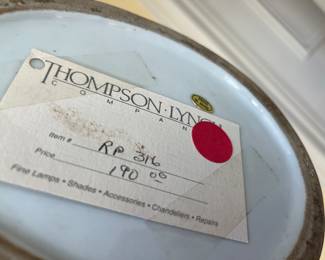 THOMPSON·LYNCH
COMPANY
Item # RP 316
Price 190 00
Fine Lamps • Shades • Accessories • Chandeliers • Repairs